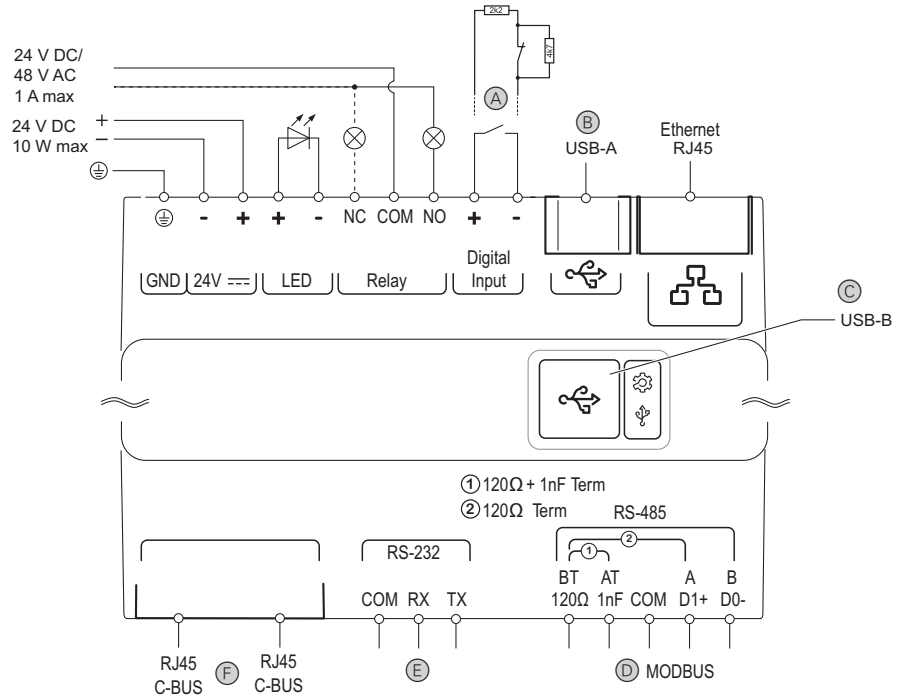 2k2
4k7
24 V DC/
48 V AC
1 A max
24 V DC +
10 W max –
A
B
USB-A
Ethernet
RJ45
- + + - NC COM NO + -
GND 24V LED Relay Digital
Input
C
USB-B
1 120Ω + 1nF Term
2 120Ω Term
RS-485
2
1
RS-232
BT AT A B
120Ω 1nF COM D1+ D0-
COM RX TX
RJ45
C-BUS
F
RJ45
C-BUS
E
D MODBUS